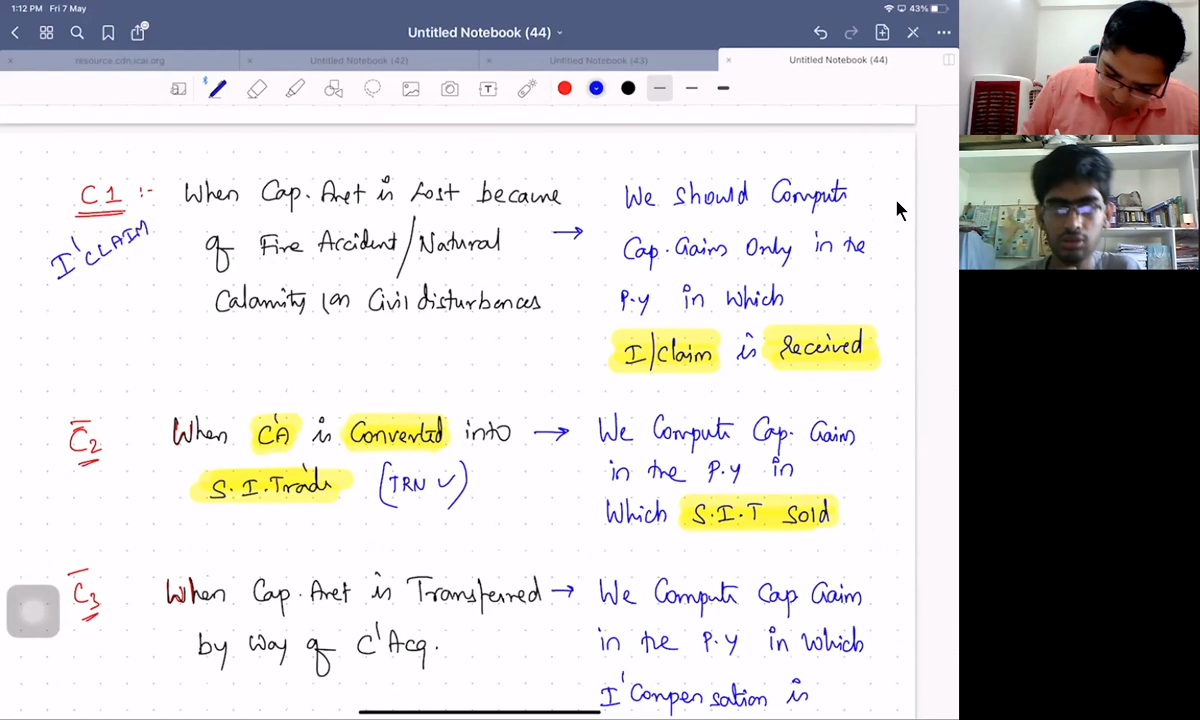 1:12 PM Fri 7 May
43%
Untitled Notebook (44)
resource.cdn.icai.org
Untitled Notebook (42)
Untitled Notebook (43)
Untitled Notebook (44)
C1 :- When Cap. Asset is Lost because
of Fire Accident/Natural
Calamity (or) Civil disturbences
I'CLAIM
→ We should Compute
Cap. Gains Only in the
P.y in which
I/Claim is Received
C2 When CA is Converted into
S.I.Trade (TRN ✓)
→ We Compute Cap. Gain
in the P.y in
Which S.I.T Sold
C3 When Cap. Asset is Transferred
by Way of C'Acq.
→ We Compute Cap Gain
in the P.y in which
I'Compensation is